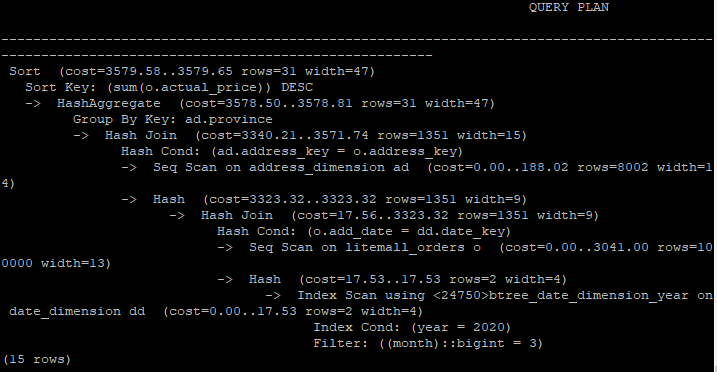 QUERY PLAN
--------------------------------------------------------------------------------------------------
------------------------------------------------------
Sort  (cost=3579.58..3579.65 rows=31 width=47)
Sort Key: (sum(o.actual_price)) DESC
->  HashAggregate  (cost=3578.50..3578.81 rows=31 width=47)
Group By Key: ad.province
->  Hash Join  (cost=3340.21..3571.74 rows=1351 width=15)
Hash Cond: (ad.address_key = o.address_key)
->  Seq Scan on address_dimension ad  (cost=0.00..188.02 rows=8002 width=1
4)
->  Hash  (cost=3323.32..3323.32 rows=1351 width=9)
->  Hash Join  (cost=17.56..3323.32 rows=1351 width=9)
Hash Cond: (o.add_date = dd.date_key)
->  Seq Scan on litemall_orders o  (cost=0.00..3041.00 rows=10
0000 width=13)
->  Hash  (cost=17.53..17.53 rows=2 width=4)
->  Index Scan using <24750>btree_date_dimension_year on
date_dimension dd  (cost=0.00..17.53 rows=2 width=4)
Index Cond: (year = 2020)
Filter: ((month)::bigint = 3)
(15 rows)